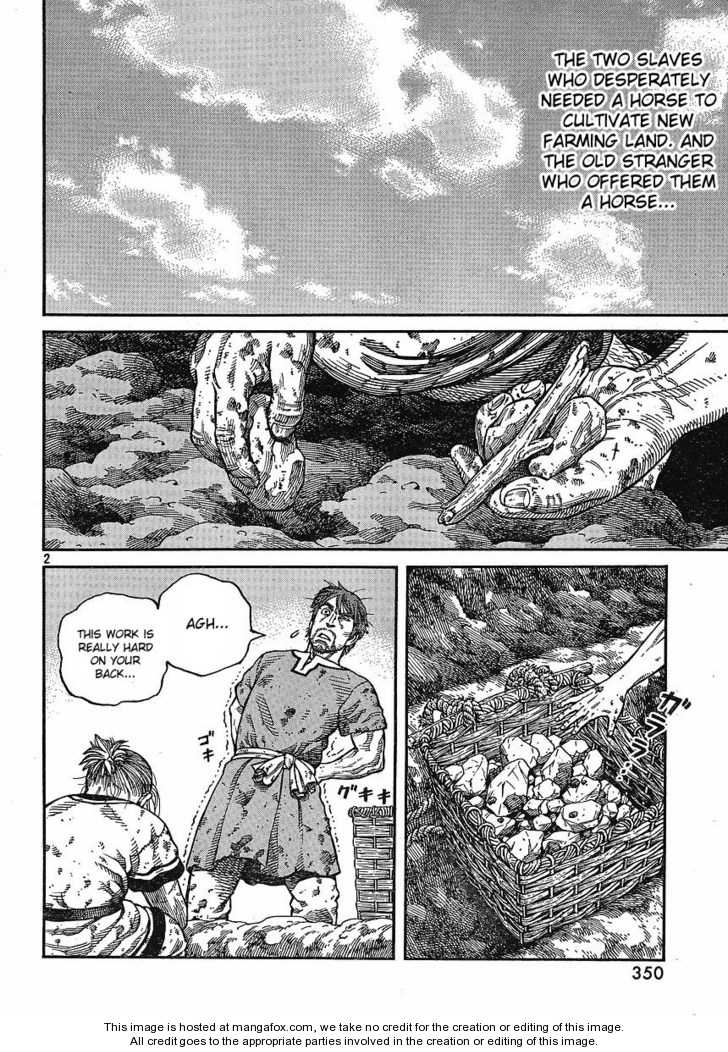 THE TWO SLAVES
WHO DESPERATELY
NEEDED A HORSE TO
CULTIVATE NEW
FARMING LAND. AND
THE OLD STRANGER
WHO OFFERED THEM
A HORSE...
2
AGH...
THIS WORK IS
REALLY HARD
ON YOUR
BACK...
ゴキ
グキキ
ガラララ...
350
This image is hosted at mangafox.com, we take no credit for the creation or editing of this image.
All credit goes to the appropriate parties involved in the creation or editing of this image.